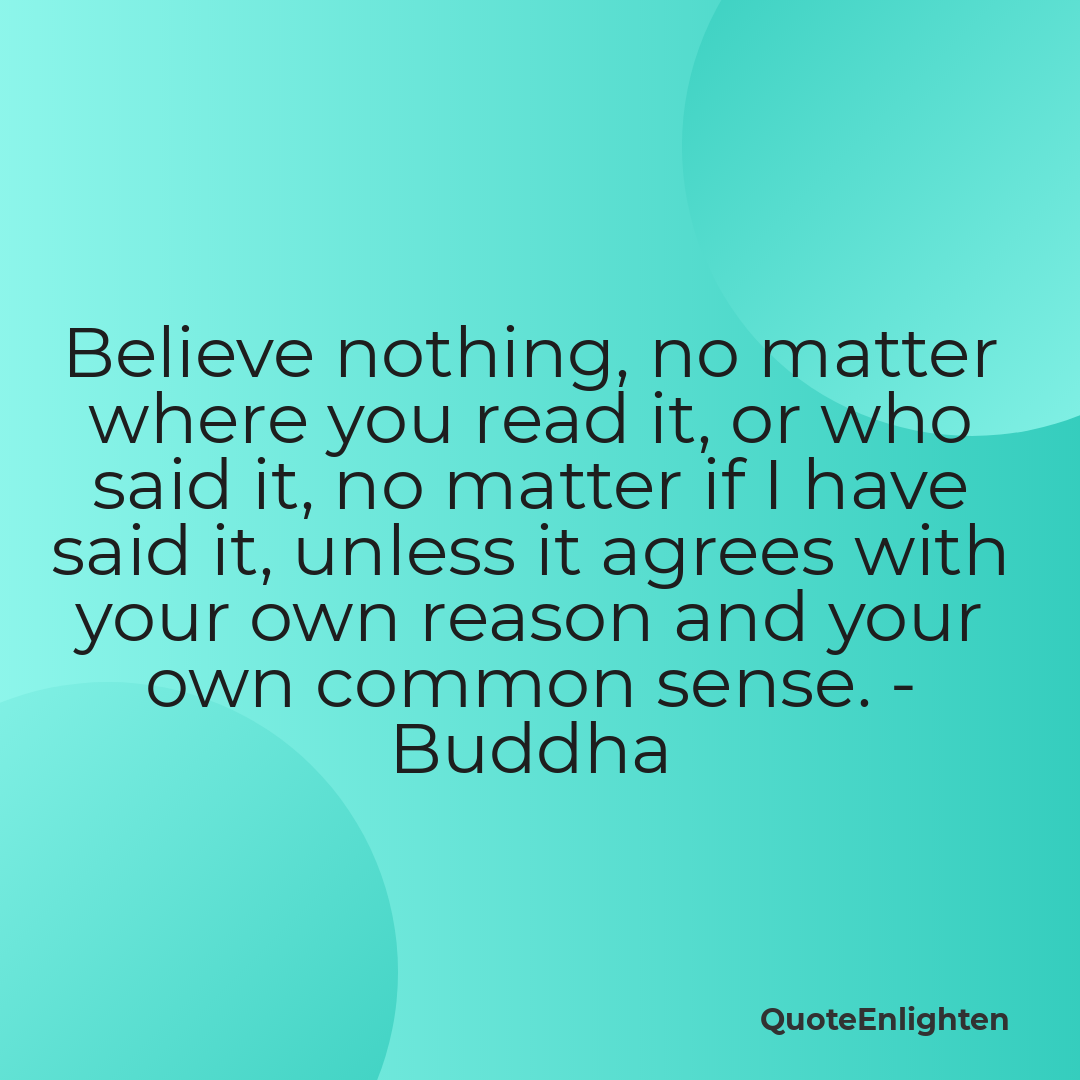 Believe nothing, no matter
where you read it, or who
said it, no matter if I have
said it, unless it agrees with
your own reason and your
own common sense. -
Buddha
QuoteEnlighten